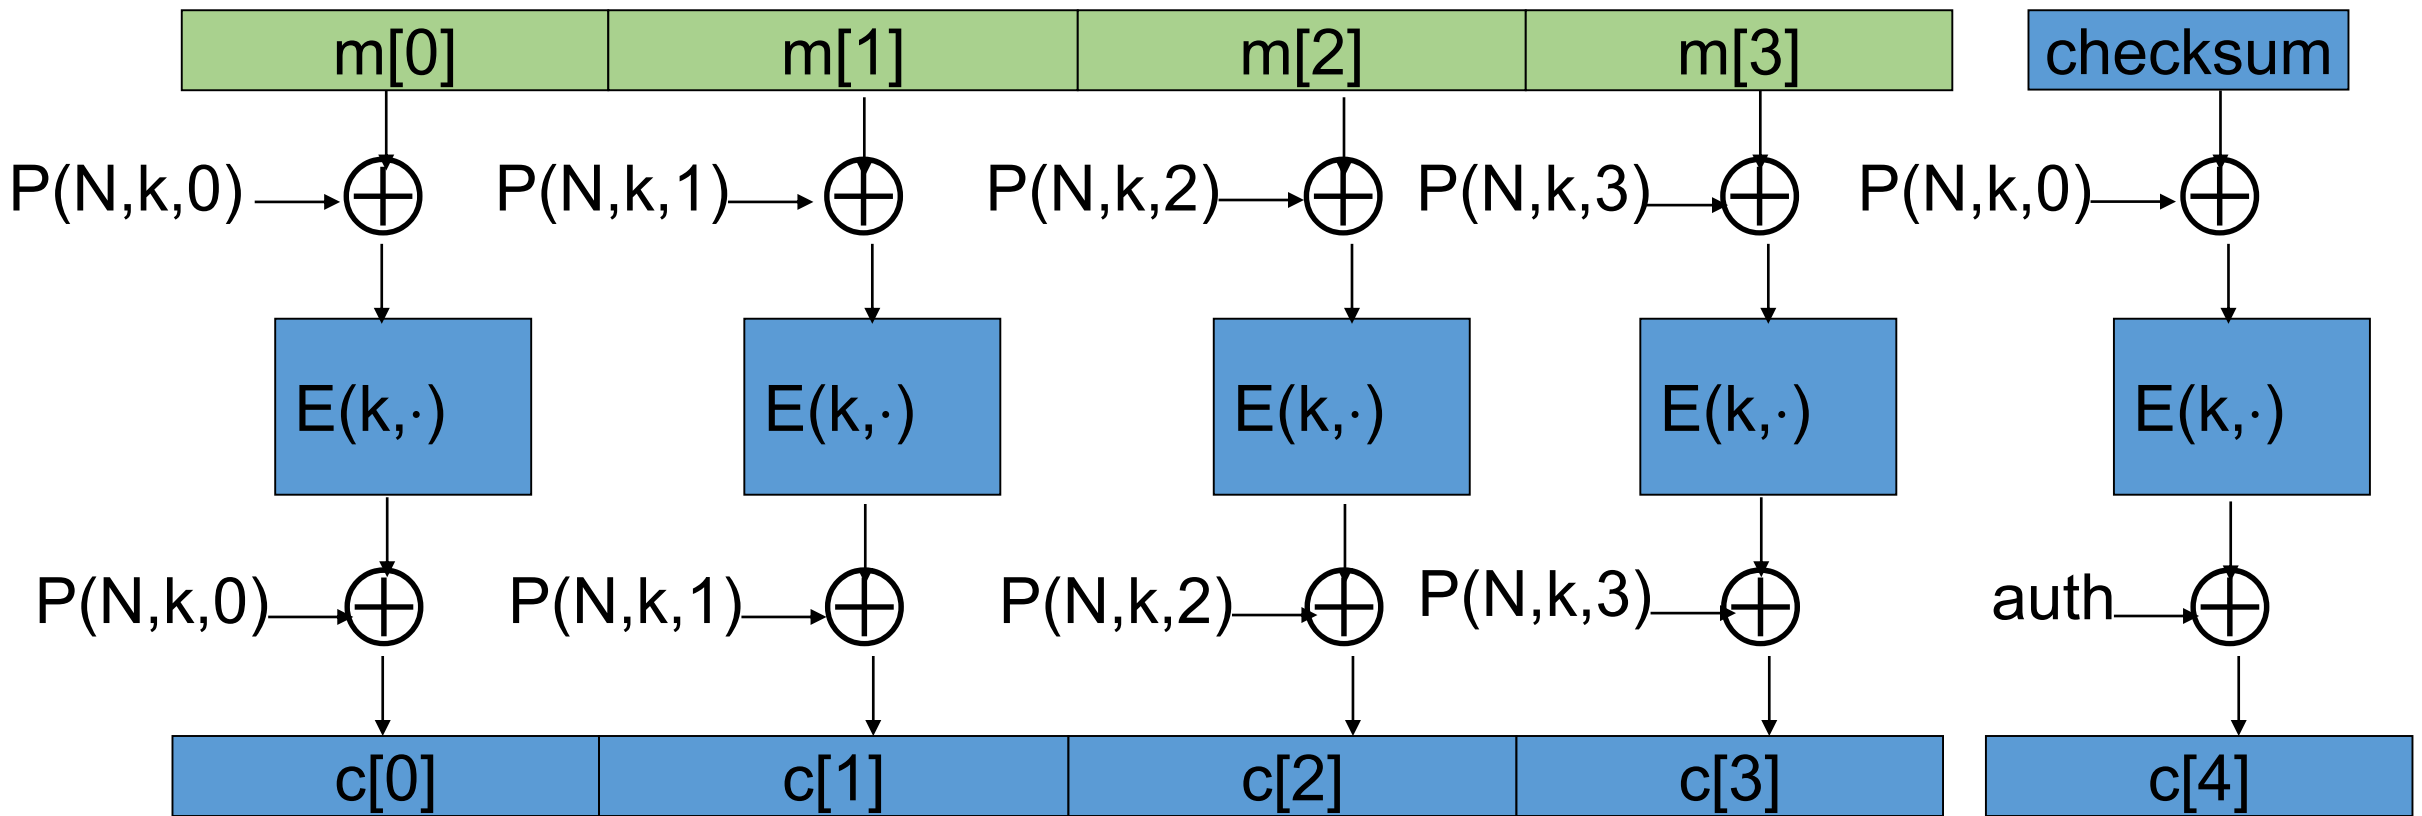 m[0] m[1] m[2] m[3] checksum
P(N,k,0) P(N,k,1) P(N,k,2) P(N,k,3) P(N,k,0)
E(k,·) E(k,·) E(k,·) E(k,·) E(k,·)
P(N,k,0) P(N,k,1) P(N,k,2) P(N,k,3) auth
c[0] c[1] c[2] c[3] c[4]